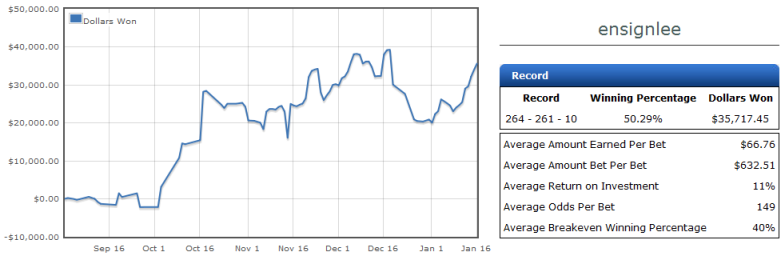 $50,000.00
Dollars Won
$40,000.00
$30,000.00
$20,000.00
$10,000.00
$0.00
-$10,000.00
Sep 16 Oct 1 Oct 16 Nov 1 Nov 16 Dec 1 Dec 16 Jan 1 Jan 16
ensignlee
Record
Record Winning Percentage Dollars Won
264 - 261 - 10 50.29% $35,717.45
Average Amount Earned Per Bet $66.76
Average Amount Bet Per Bet $632.51
Average Return on Investment 11%
Average Odds Per Bet 149
Average Breakeven Winning Percentage 40%